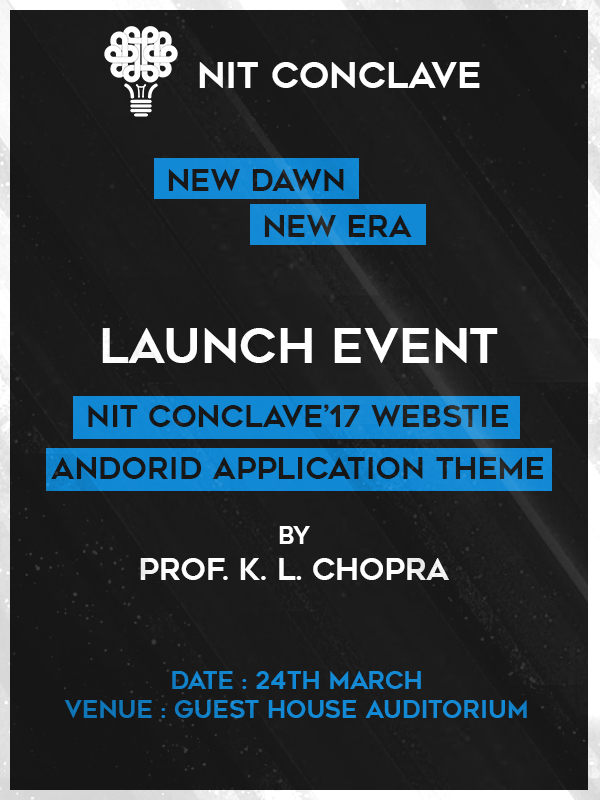 NIT CONCLAVE
NEW DAWN
NEW ERA
LAUNCH EVENT
NIT CONCLAVE'17 WEBSTIE
ANDORID APPLICATION THEME
BY
PROF. K. L. CHOPRA
DATE : 24TH MARCH
VENUE : GUEST HOUSE AUDITORIUM